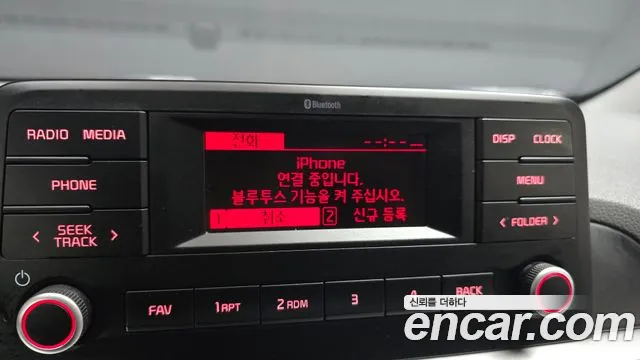 Bluetooth
RADIO MEDIA
전화
--:--
DISP CLOCK
iPhone
연결 중입니다.
블루투스 기능을 켜 주십시오.
PHONE
MENU
1 취소 2 신규 등록
< SEEK TRACK >
< FOLDER >
FAV
1 RPT
2 RDM
3
4
BACK
신뢰를 더하다
encar.com